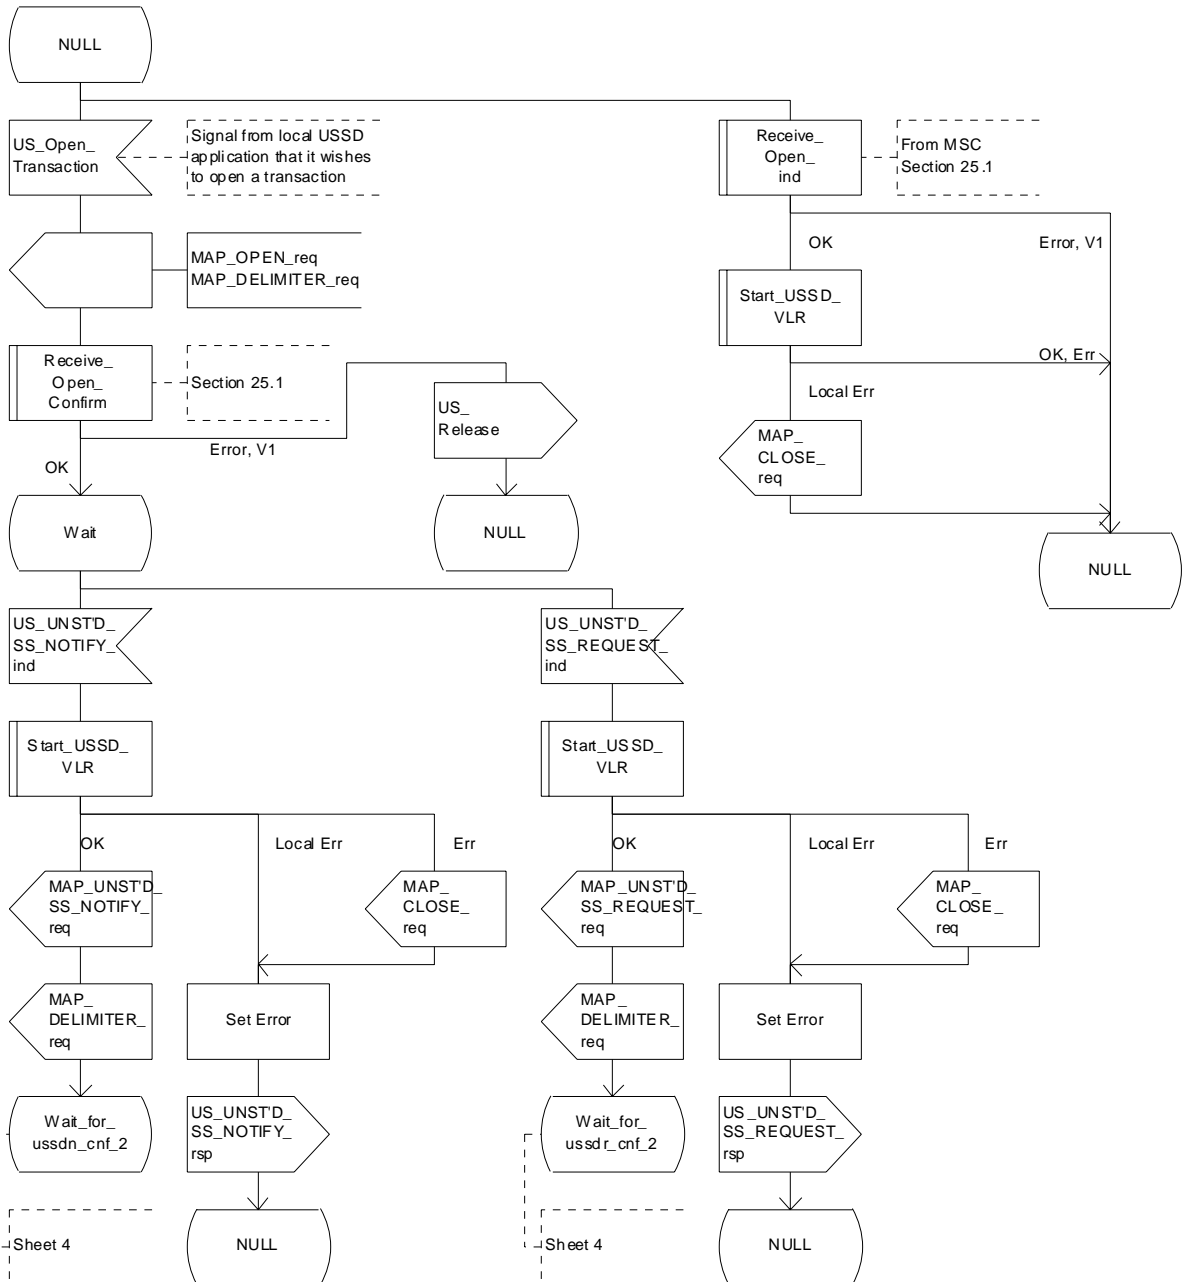 NULL
US_Open_
Transaction
Signal from local USSD
application that it wishes
to open a transaction
Receive_
Open_
ind
From MSC
Section 25.1
MAP_OPEN_req
MAP_DELIMITER_req
OK
Error, V1
Start_USSD_
VLR
Receive_
Open_
Confirm
Section 25.1
OK, Err
Local Err
US_
Release
Error, V1
OK
MAP_
CLOSE_
req
Wait
NULL
NULL
US_UNST'D_
SS_NOTIFY_
ind
US_UNST'D_
SS_REQUEST_
ind
Start_USSD_
VLR
Start_USSD_
VLR
OK
Local Err
Err
OK
Local Err
Err
MAP_UNST'D_
SS_NOTIFY_
req
MAP_
CLOSE_
req
MAP_UNST'D_
SS_REQUEST_
req
MAP_
CLOSE_
req
MAP_
DELIMITER_
req
Set Error
MAP_
DELIMITER_
req
Set Error
Wait_for_
ussdn_cnf_2
US_UNST'D_
SS_NOTIFY_
rsp
Wait_for_
ussdr_cnf_2
US_UNST'D_
SS_REQUEST_
rsp
Sheet 4
NULL
Sheet 4
NULL